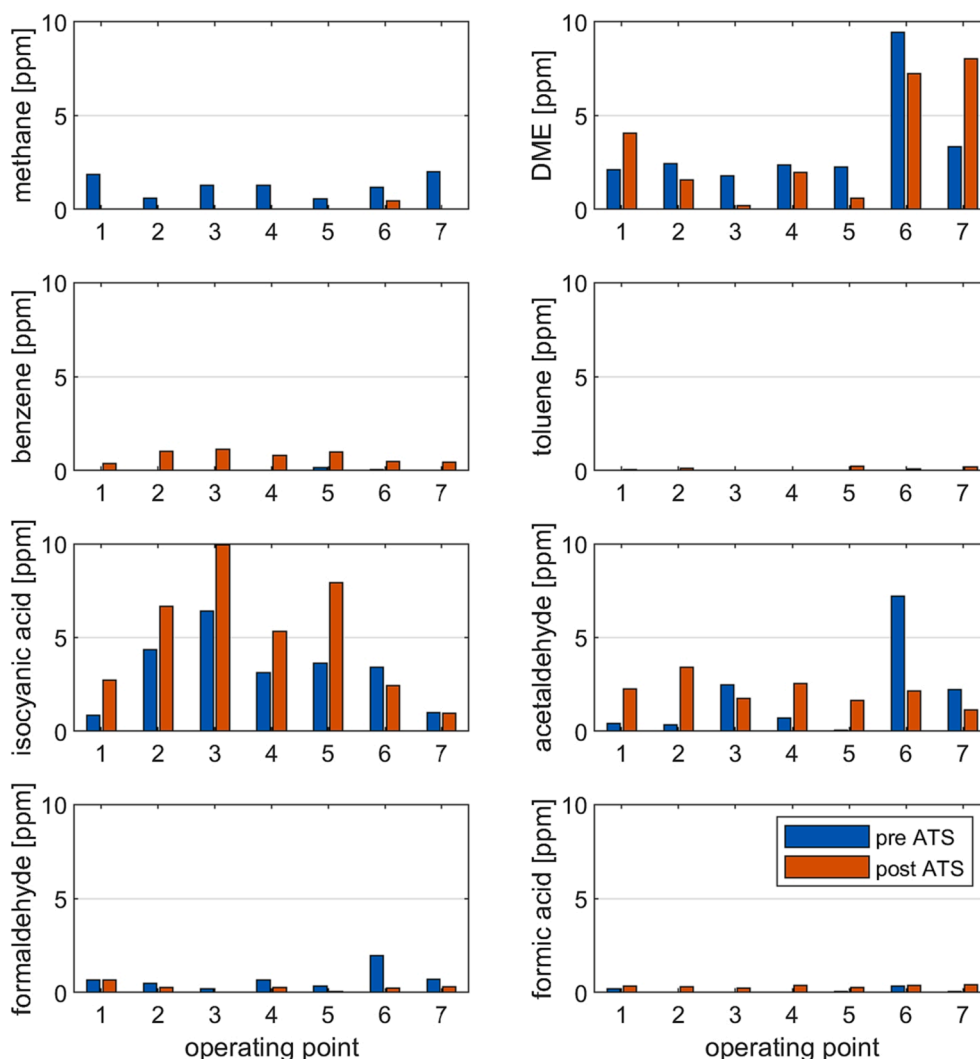 methane [ppm]
10
5
0
1 2 3 4 5 6 7
DME [ppm]
10
5
0
1 2 3 4 5 6 7
benzene [ppm]
10
5
0
1 2 3 4 5 6 7
toluene [ppm]
10
5
0
1 2 3 4 5 6 7
isocyanic acid [ppm]
10
5
0
1 2 3 4 5 6 7
acetaldehyde [ppm]
10
5
0
1 2 3 4 5 6 7
formaldehyde [ppm]
10
5
0
1 2 3 4 5 6 7
operating point
formic acid [ppm]
10
5
0
pre ATS
post ATS
1 2 3 4 5 6 7
operating point